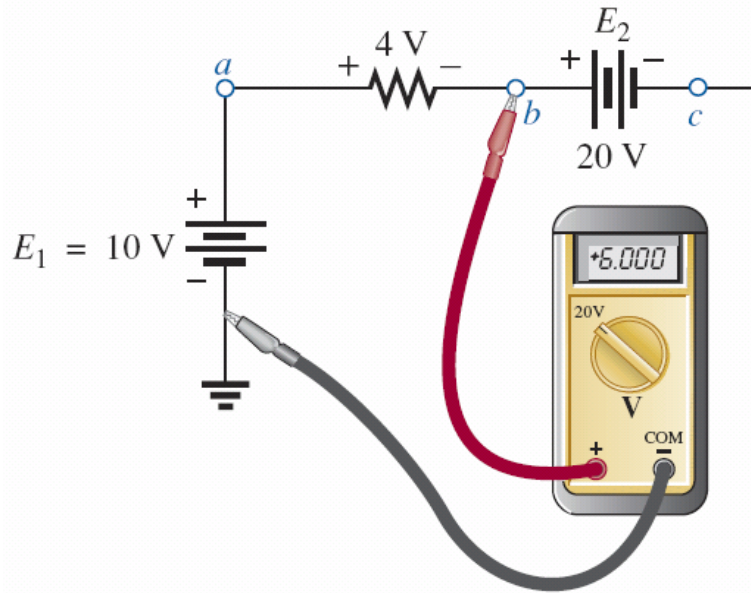 E₂
4 V
+ − + −
a
b
c
20 V
+
E₁ = 10 V
−
+6.000
20V
V
COM
+ −